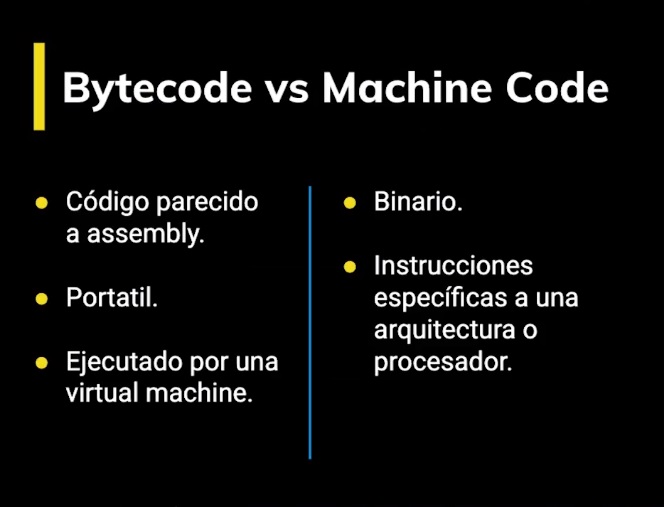 Bytecode vs Machine Code
Código parecido
a assembly.
Portatil.
Ejecutado por una
virtual machine.
Binario.
Instrucciones
específicas a una
arquitectura o
procesador.